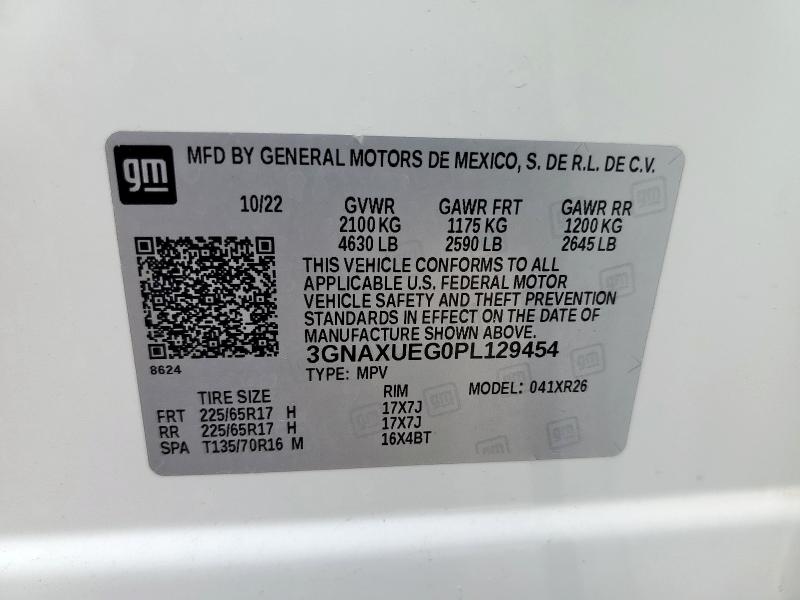 gm
MFD BY GENERAL MOTORS DE MEXICO, S. DE R.L. DE C.V.
10/22 GVWR GAWR FRT GAWR RR
2100 KG 1175 KG 1200 KG
4630 LB 2590 LB 2645 LB
THIS VEHICLE CONFORMS TO ALL
APPLICABLE U.S. FEDERAL MOTOR
VEHICLE SAFETY AND THEFT PREVENTION
STANDARDS IN EFFECT ON THE DATE OF
MANUFACTURE SHOWN ABOVE.
3GNAXUEG0PL129454
8624
TYPE: MPV MODEL: 041XR26
TIRE SIZE RIM
FRT 225/65R17 H 17X7J
RR 225/65R17 H 17X7J
SPA T135/70R16 M 16X4BT